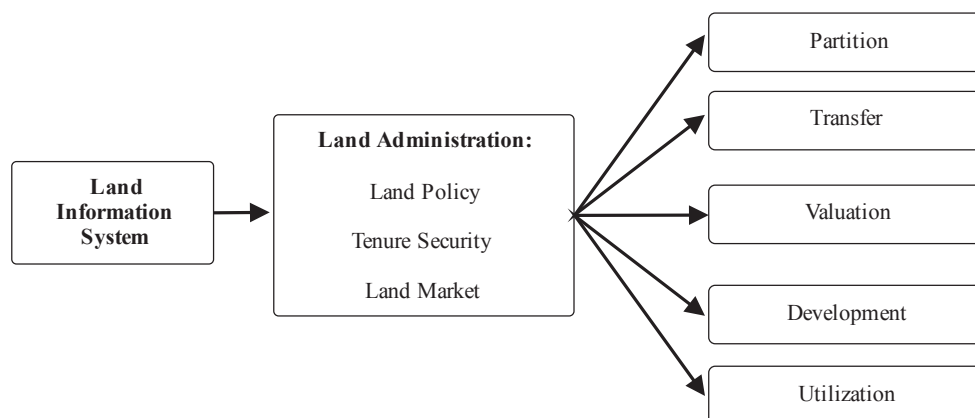 Land
Information
System
Land Administration:
Land Policy
Tenure Security
Land Market
Partition
Transfer
Valuation
Development
Utilization